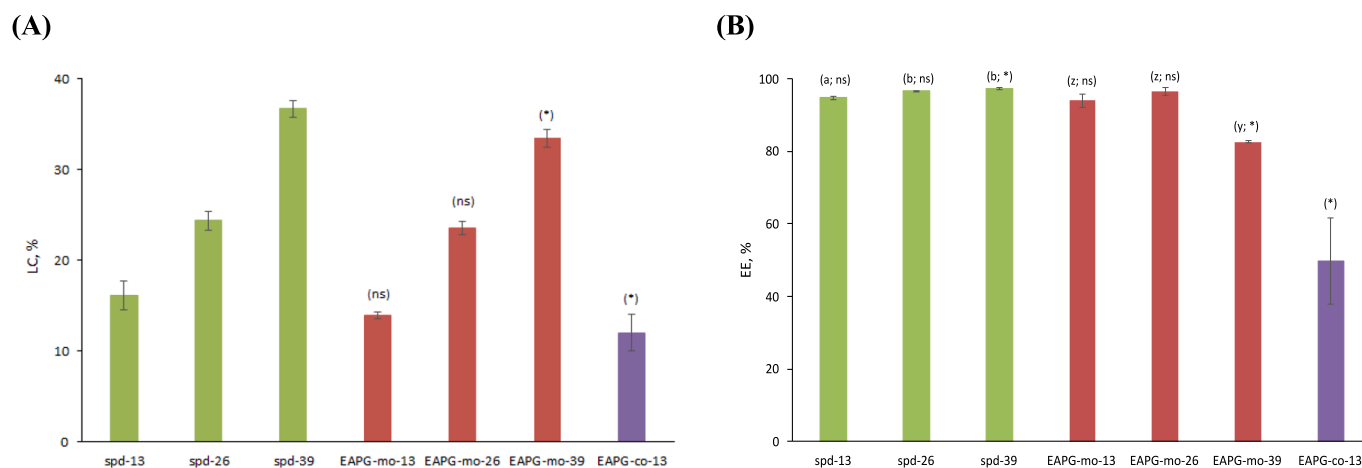 (A)
LC, %
40
30
20
10
0
(ns)
(ns)
(*)
(*)
spd-13 spd-26 spd-39 EAPG-mo-13 EAPG-mo-26 EAPG-mo-39 EAPG-co-13
(B)
EE, %
100
80
60
40
20
0
(a; ns) (b; ns) (b; *) (z; ns) (z; ns)
(y; *)
(*)
spd-13 spd-26 spd-39 EAPG-mo-13 EAPG-mo-26 EAPG-mo-39 EAPG-co-13